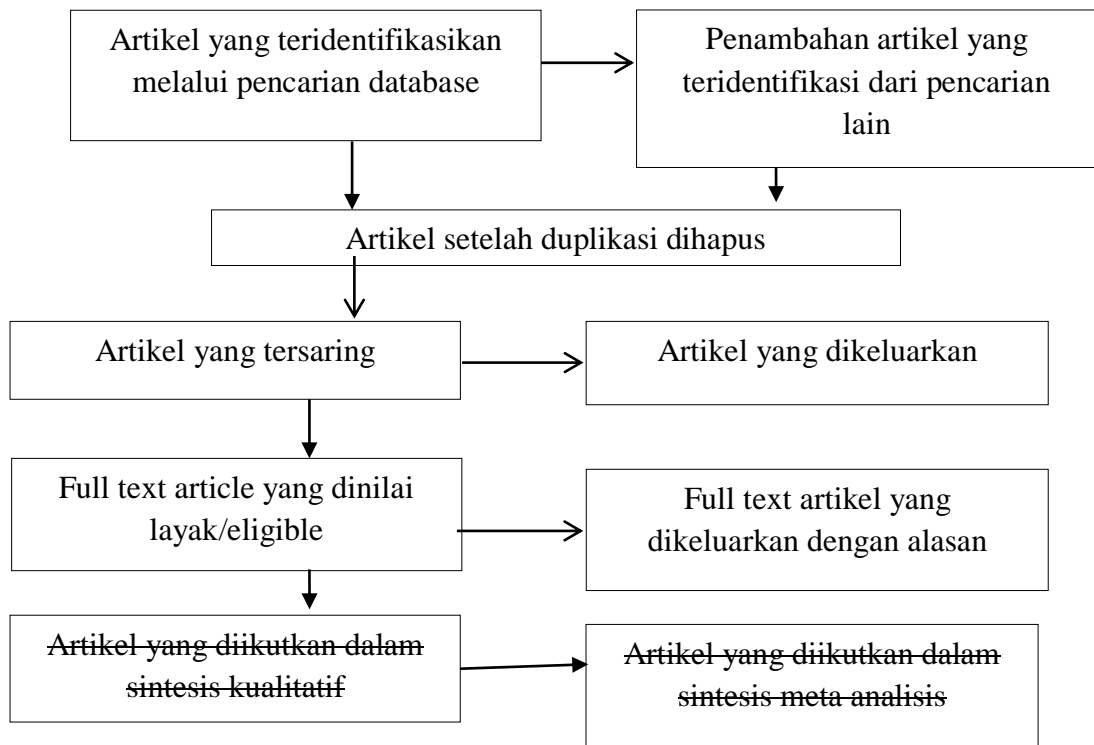 Artikel yang teridentifikasikan
melalui pencarian database
Penambahan artikel yang
teridentifikasi dari pencarian
lain
Artikel setelah duplikasi dihapus
Artikel yang tersaring
Artikel yang dikeluarkan
Full text article yang dinilai
layak/eligible
Full text artikel yang
dikeluarkan dengan alasan
Artikel yang diikutkan dalam
sintesis kualitatif
Artikel yang diikutkan dalam
sintesis meta analisis